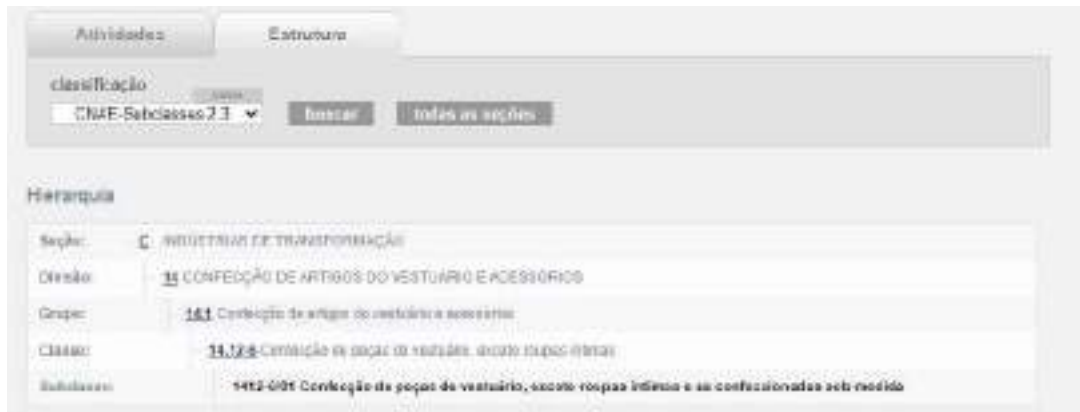 Atividades Estrutura
classificação
CNAE-Subclasses 2.3 buscar todas as seções
Hierarquia
Seção: C INDÚSTRIAS DE TRANSFORMAÇÃO
Divisão: 14 CONFECÇÃO DE ARTIGOS DO VESTUÁRIO E ACESSÓRIOS
Grupo: 14.1 Confecção de artigos do vestuário e acessórios
Classe: 14.12-6 Confecção de peças de vestuário, exceto roupas íntimas
Subclasse: 1412-6/01 Confecção de peças de vestuário, exceto roupas íntimas e as confeccionadas sob medida